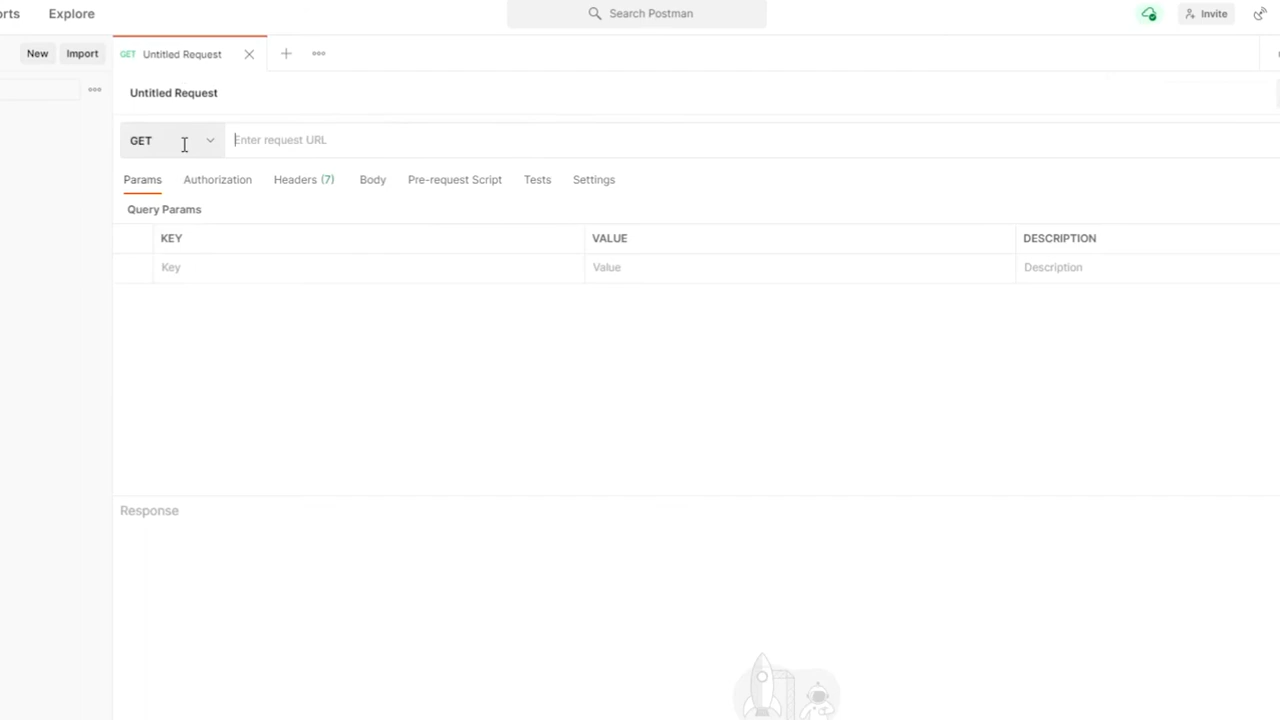 orts Explore Search Postman Invite
New Import GET Untitled Request
Untitled Request
GET Enter request URL
Params Authorization Headers (7) Body Pre-request Script Tests Settings
Query Params
KEY VALUE DESCRIPTION
Key Value Description
Response